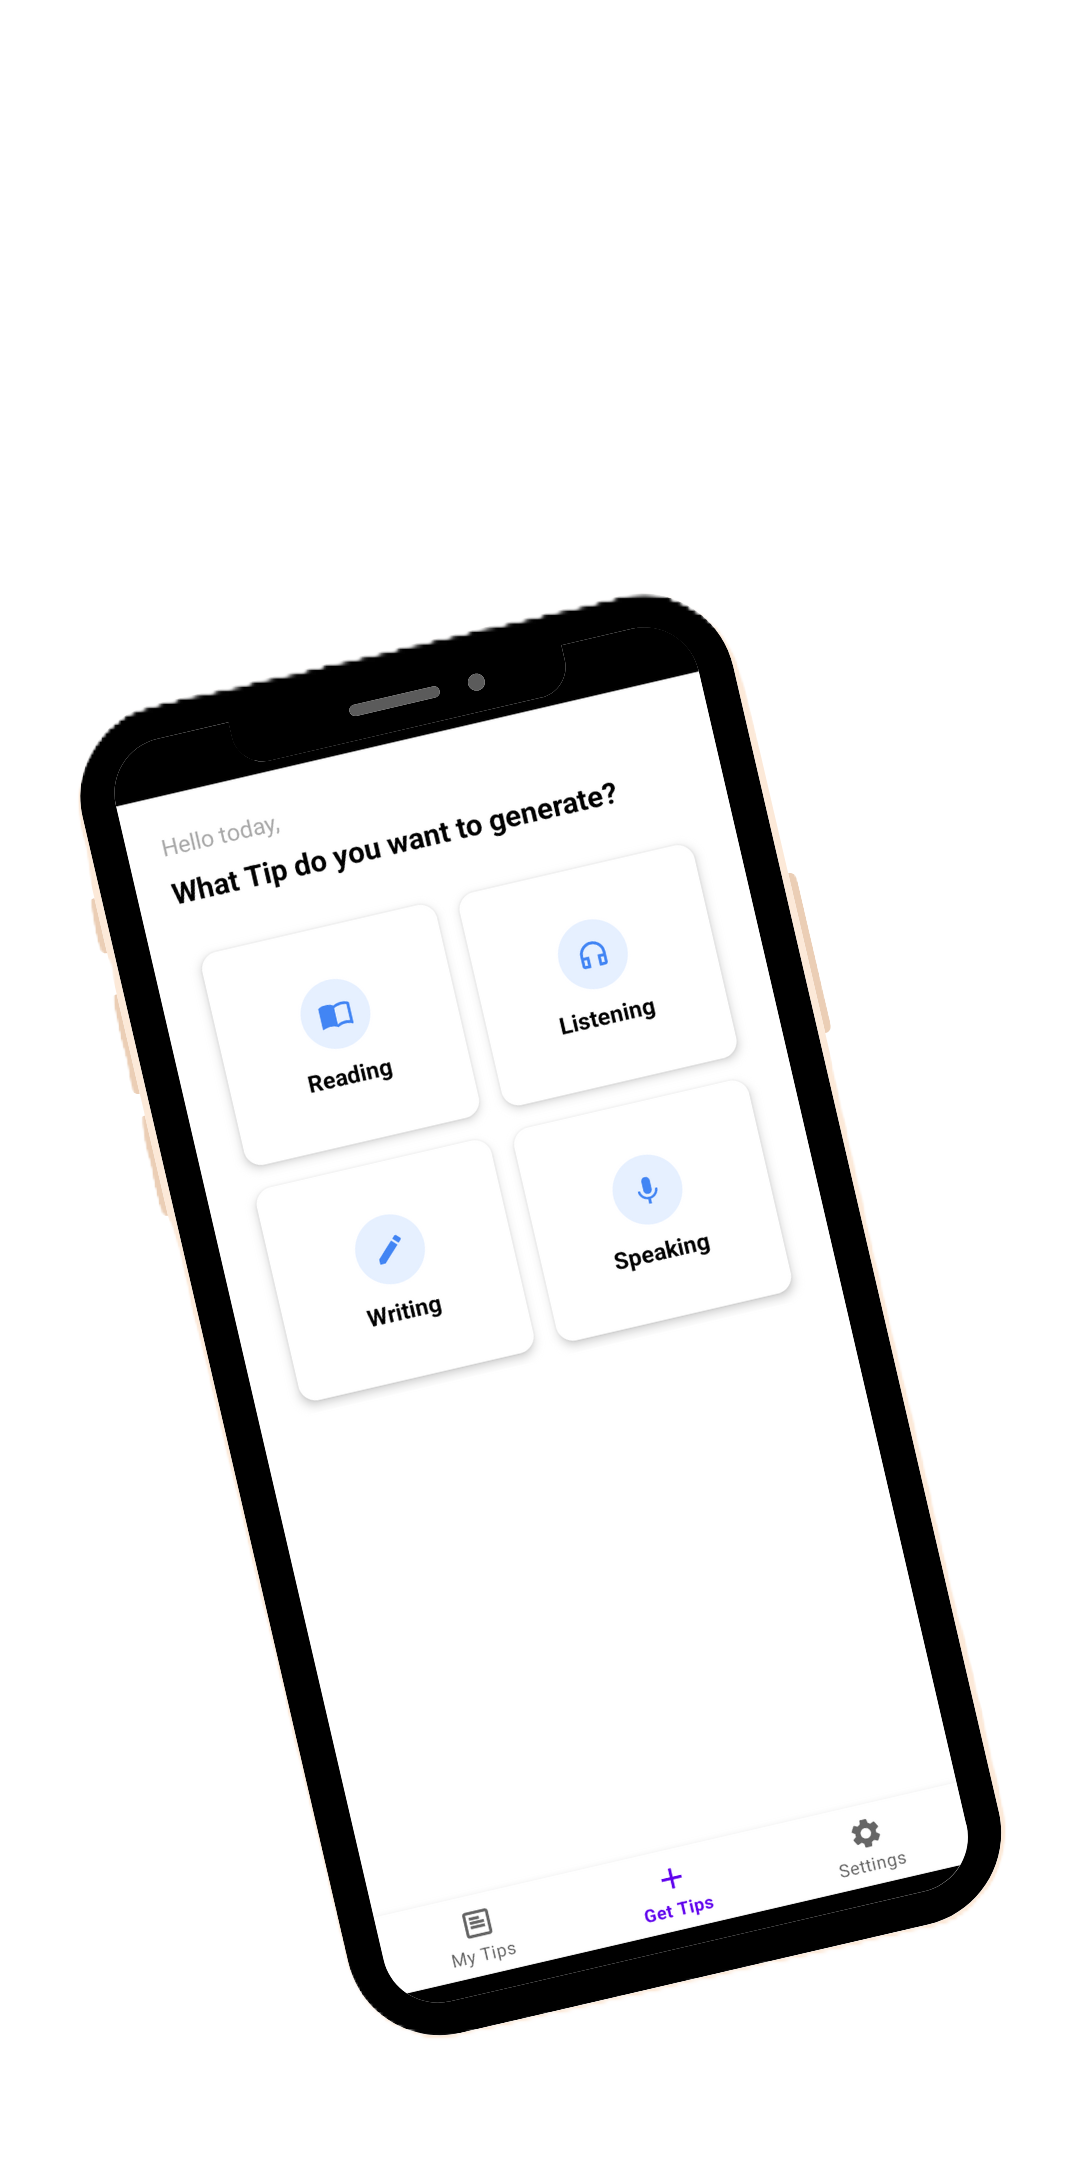 Hello today,
What Tip do you want to generate?
Reading
Listening
Writing
Speaking
My Tips
Get Tips
Settings